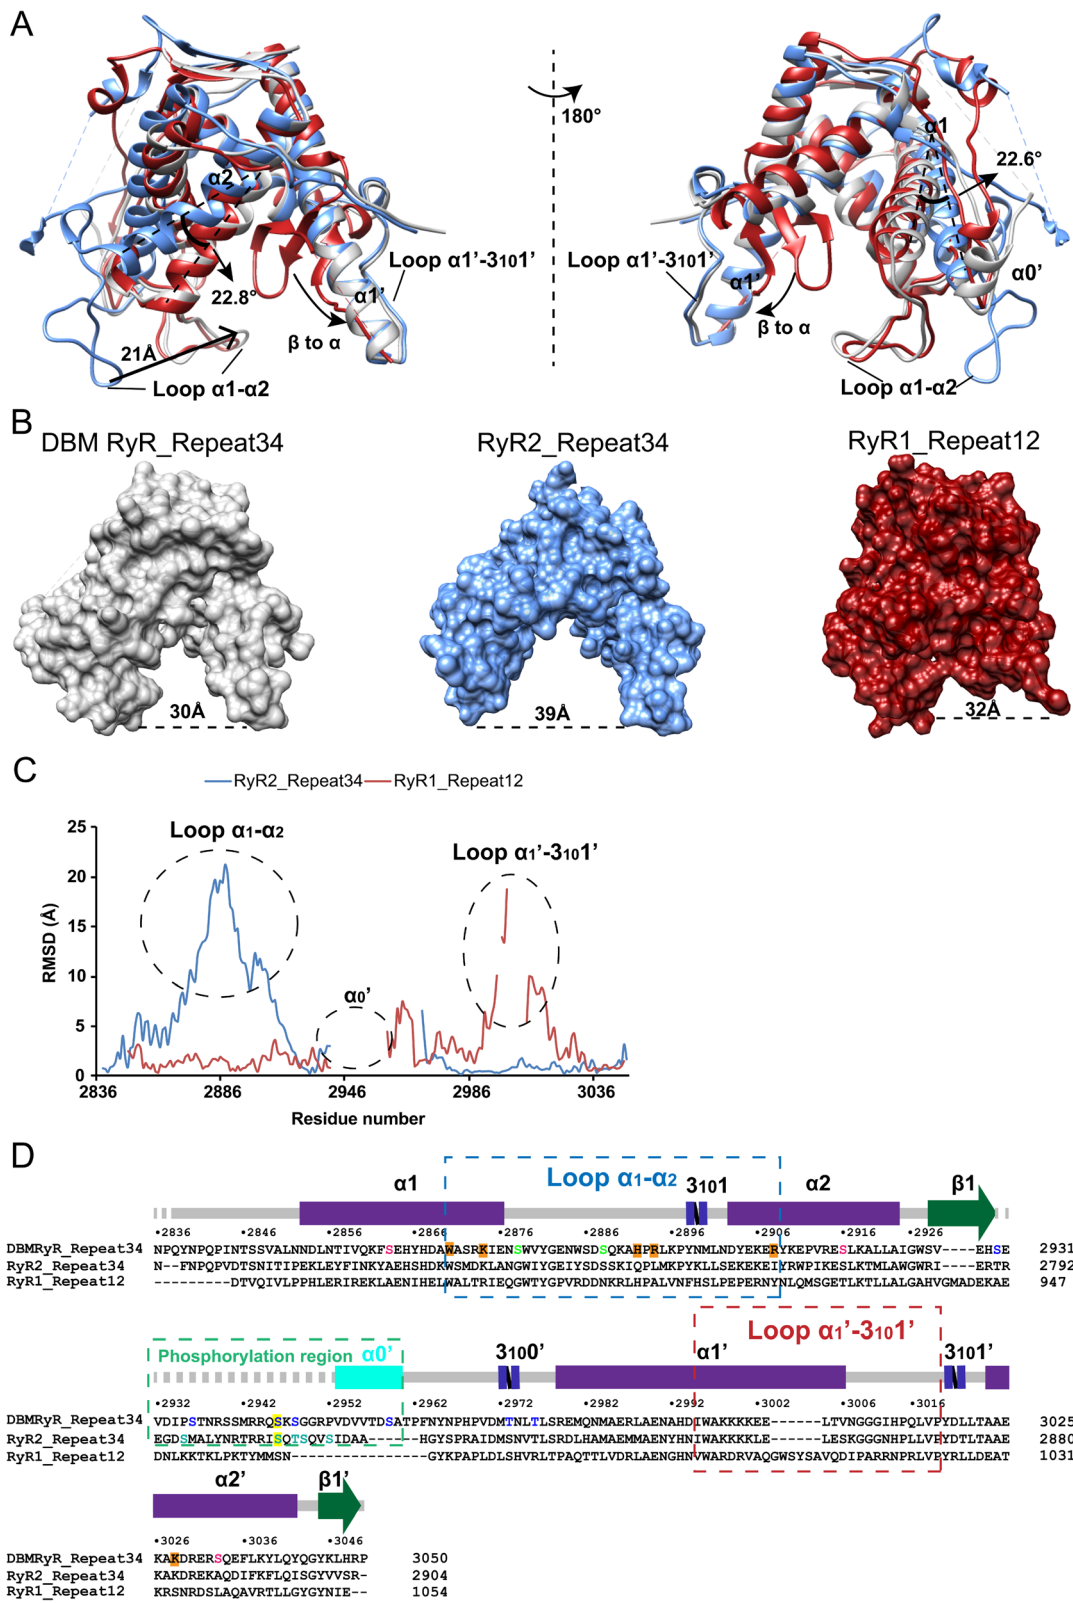 A
α2
22.8°
21Å
Loop α1-α2
β to α
α1'
Loop α1'-3101'
180°
α1
22.6°
α0'
Loop α1'-3101'
α1'
β to α
Loop α1-α2
B
DBM RyR_Repeat34
RyR2_Repeat34
RyR1_Repeat12
30Å
39Å
32Å
C
RyR2_Repeat34
RyR1_Repeat12
Loop α1-α2
Loop α1'-3101'
α0'
RMSD (Å)
25
20
15
10
5
0
2836 2886 2946 2986 3036
Residue number
D
α1 Loop α1-α2 3101 α2 β1
•2836 •2846 •2856 •2866 •2876 •2886 •2896 •2906 •2916 •2926
DBMRyR_Repeat34 NPQYNPQPINTSSVALNNDLNTIVQKFSEHYHDAWASRKIENSWVYGENWSDSQKAHPRLKPYNMLNDYEKERYKEPVRESLKALLAIGWSV----EHSE 2931
RyR2_Repeat34 N--FNPQPVDTSNITIPEKLEYFINKYAEHSHDKWSMDKLANGWIYGEIYSDSSKIQPLMKPYKLLSEKEKEIYRWPIKESLKTMLAWGWRI----ERTR 2792
RyR1_Repeat12 DTVQIVLPPHLEKIREKLAENIHELWALTRIEQGWTYGPVRDDNKRLHPALVNFHSLPEPERNYNLQMSGETLKTLLALGAHVGMADEKAE 947
Phosphorylation region α0' 3100' α1' Loop α1'-3101' 3101'
•2932 •2942 •2952 •2962 •2972 •2982 •2992 •3002 •3006 •3016
DBMRyR_Repeat34 VDIPSTNRSSMRRQSKSGGRPVDVVTDSATPFNYNPHPVDMTNLTLSREMQNMAERLAENAHDIWAKKKKEE------LTVNGGGIHPQLVPYDLLTAAE 3025
RyR2_Repeat34 EGDSMALYNRTRRISQTSQVSIDAA------HGYSPRAIDMSNVTLSRDLHAMAEMMAENYHNIWAKKKKEE------LESKGGGNHPLLVPYDTLTAAE 2880
RyR1_Repeat12 DNLKKTKLPKTYMMSN---------------GYKPAPLDLSHVRLTPAQTTLVDRLAENGHNVWARDRVAQGWSYSAVQDIPARRNPRLVPYRLLDEAT 1031
α2' β1'
•3026 •3036 •3046
DBMRyR_Repeat34 KAKDRERSQEFLKYLQYQGYKLHRP 3050
RyR2_Repeat34 KAKDREKAQDIFKFLQISGYVVSR- 2904
RyR1_Repeat12 KRSNRDSLAQAVRTLLGYGYNIE-- 1054